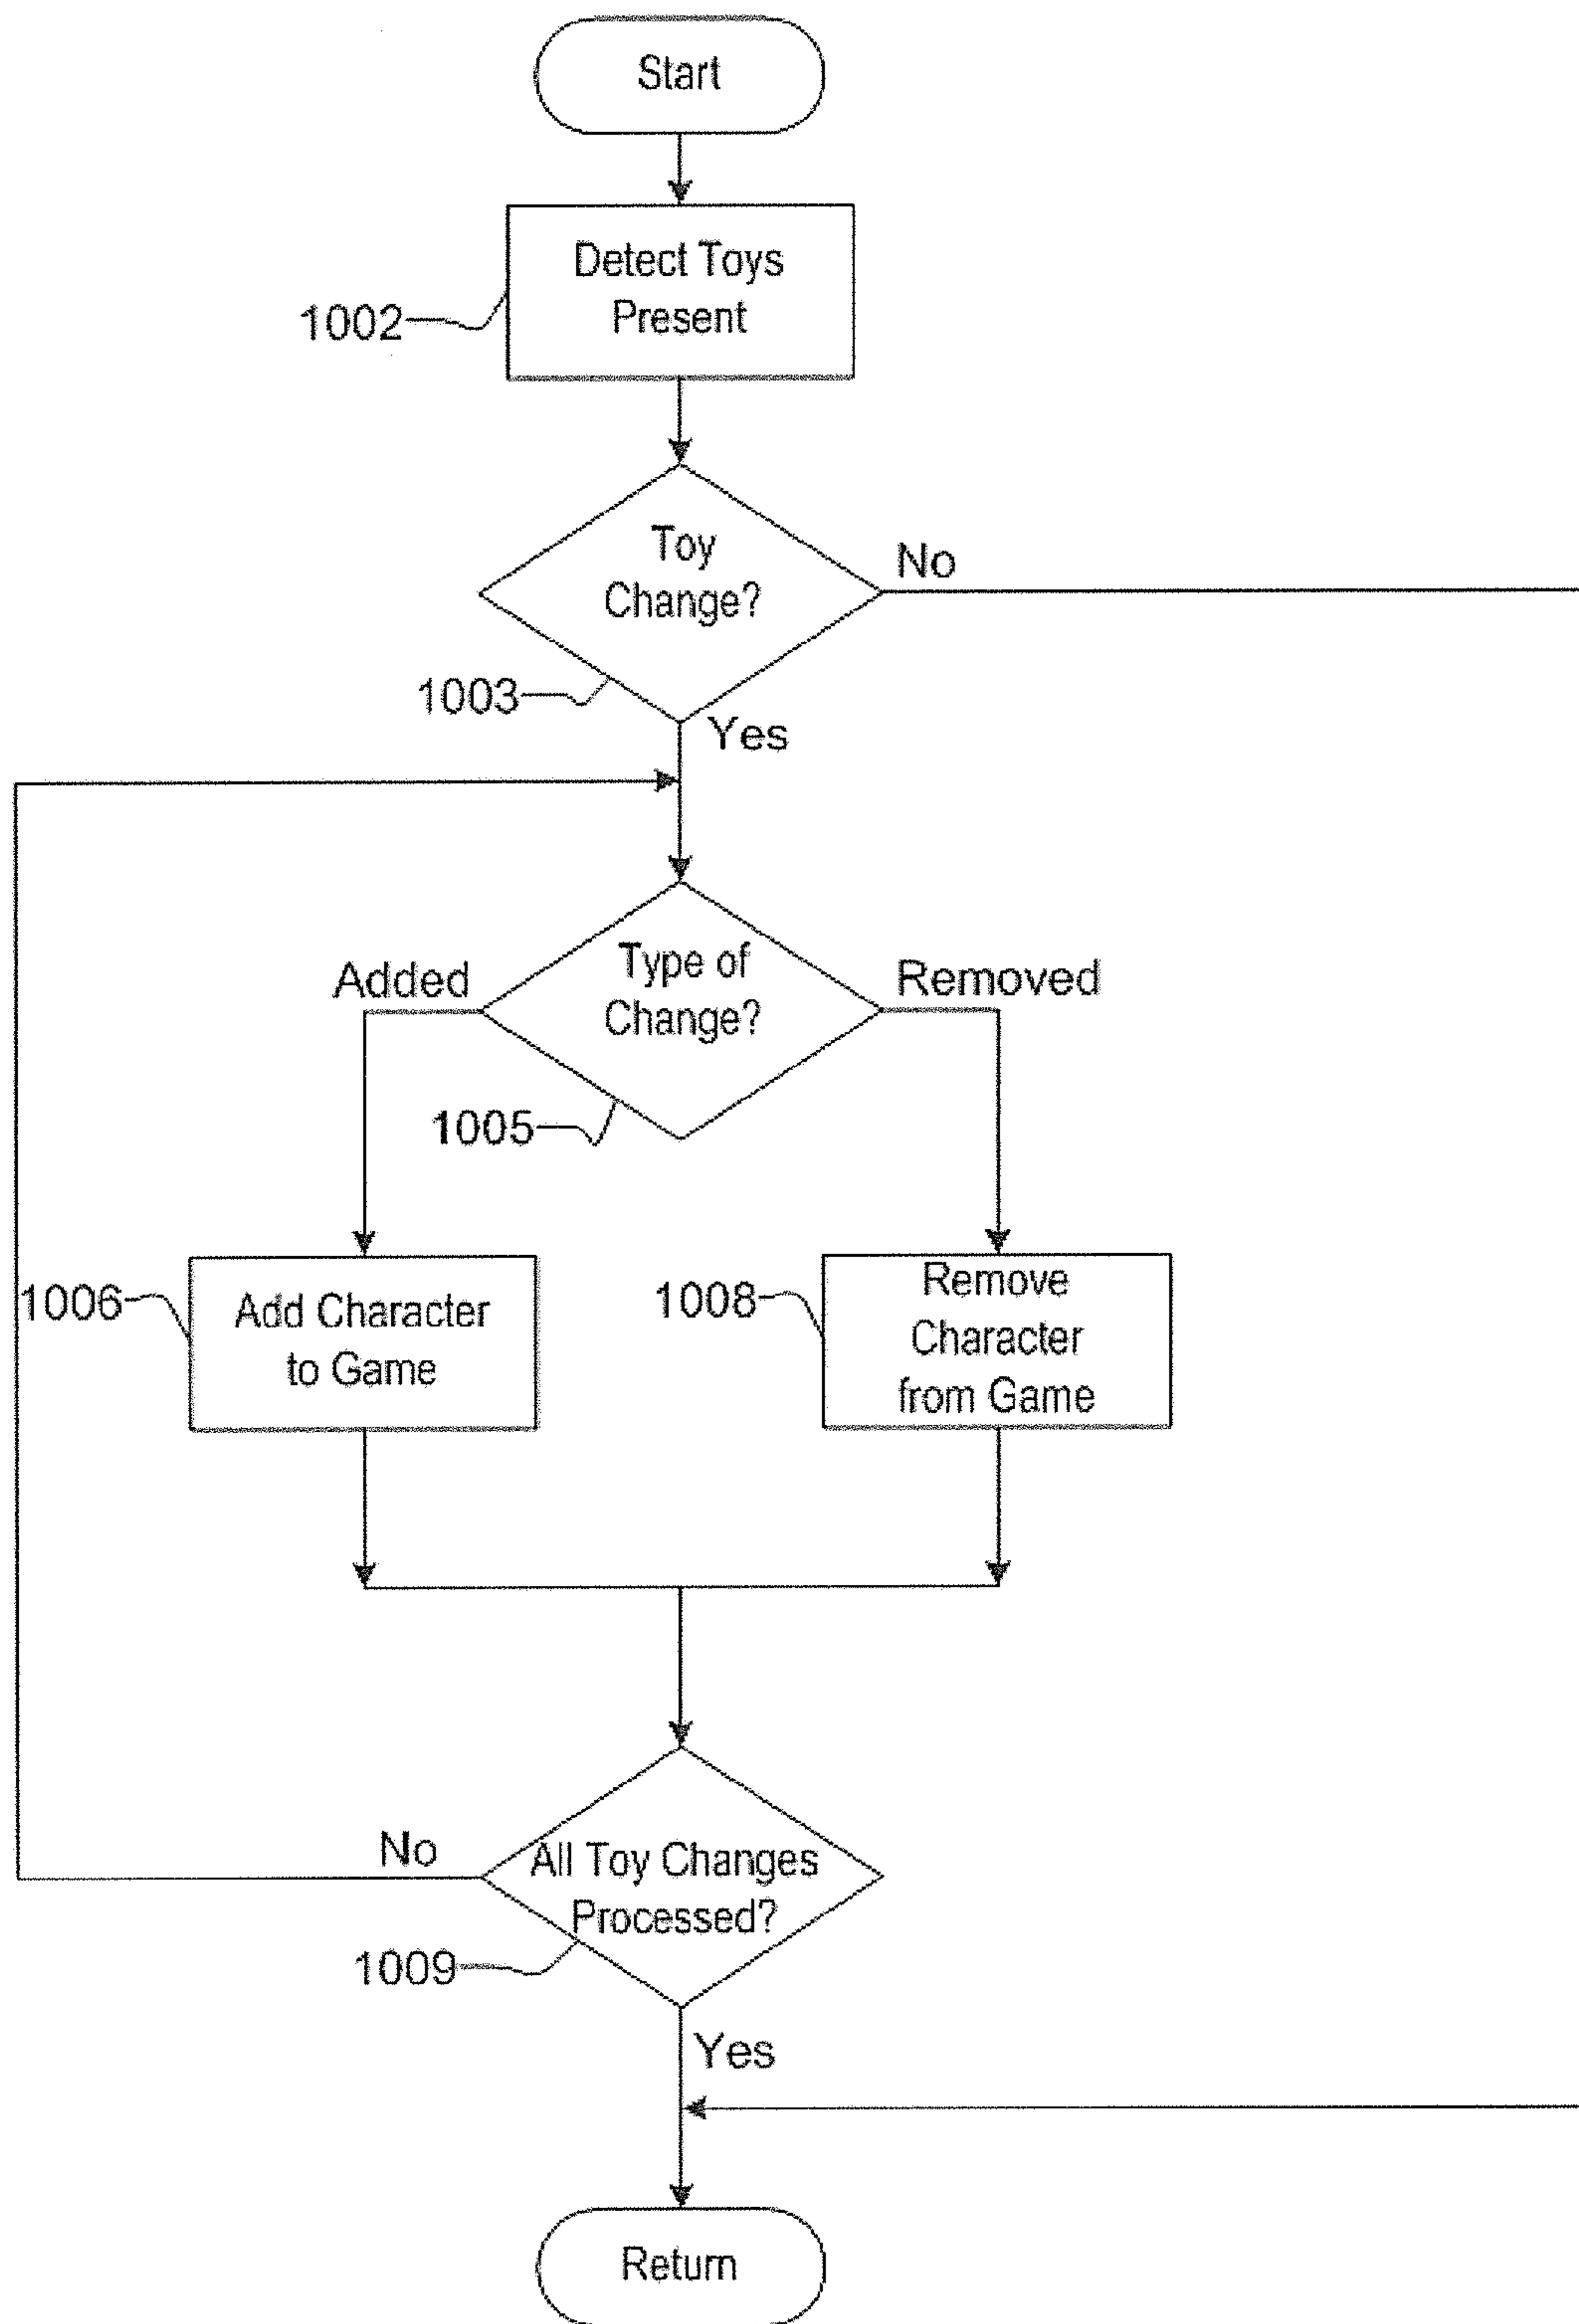 Start
Detect Toys
Present
1002
Toy
Change?
No
1003
Yes
Type of
Change?
Added
Removed
1005
1006
Add Character
to Game
1008
Remove
Character
from Game
No
All Toy Changes
Processed?
1009
Yes
Return